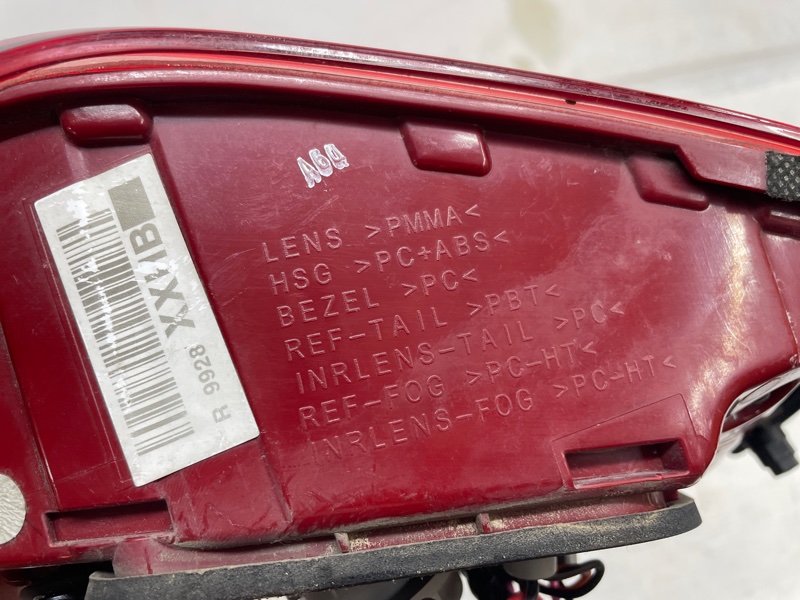 A64
LENS >PMMA<
HSG >PC+ABS<
BEZEL >PC<
REF-TAIL >PBT<
INRLENS-TAIL >PC<
REF-FOG >PC-HT<
INRLENS-FOG >PC-HT<
R 9928